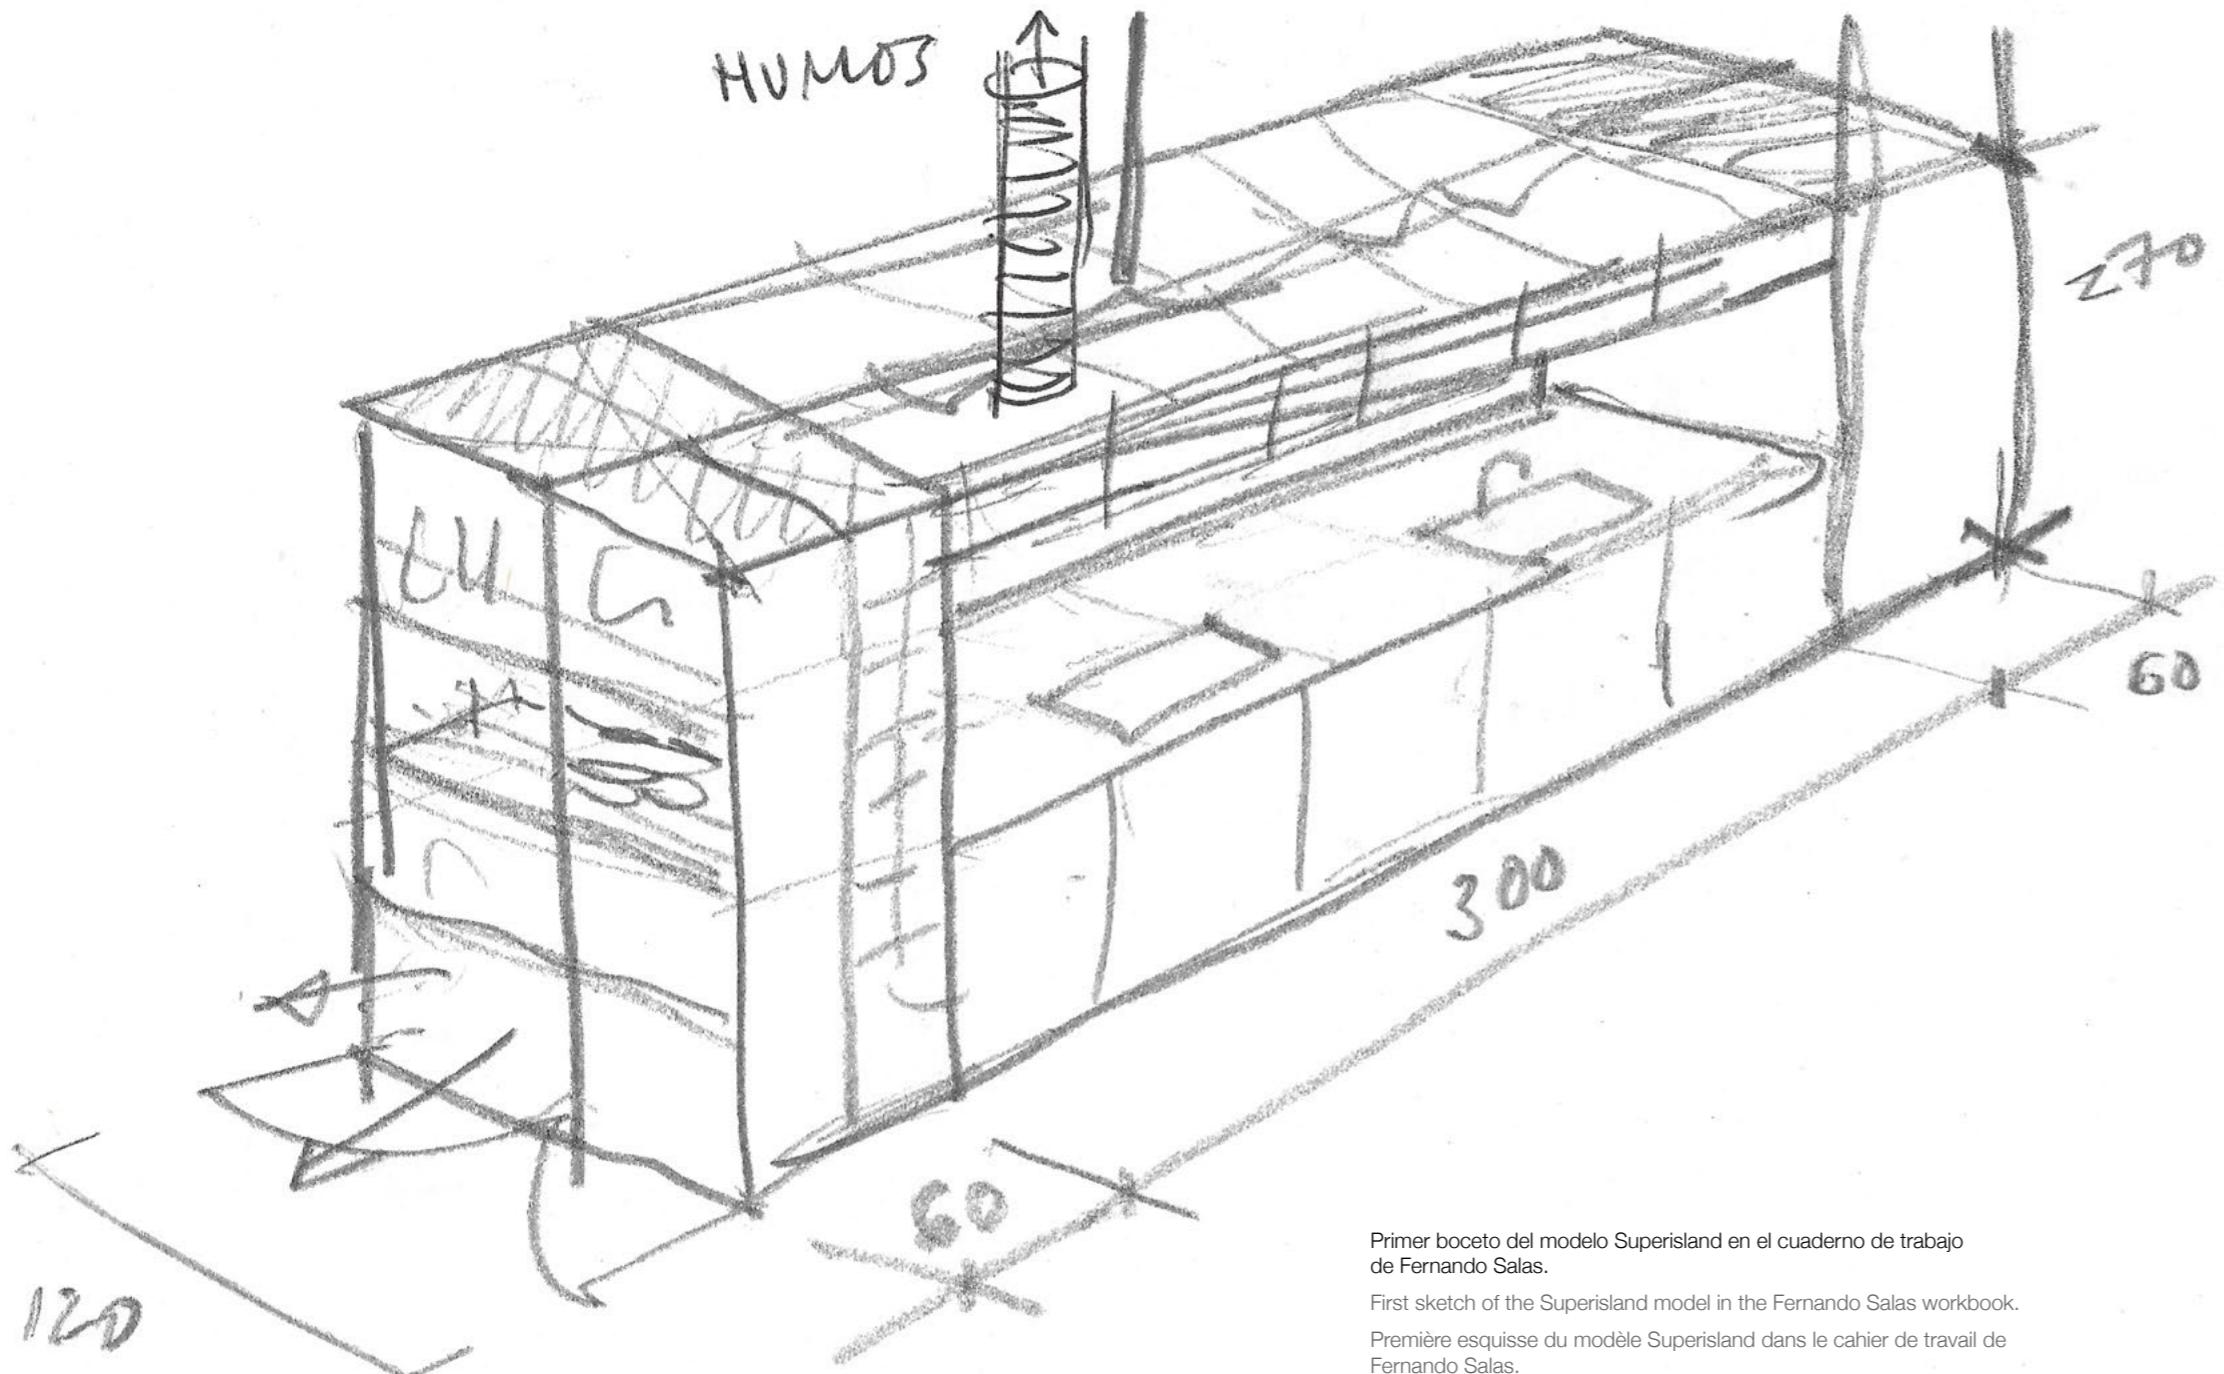 HUMOS
270
60
300
60
120
Primer boceto del modelo Superisland en el cuaderno de trabajo
de Fernando Salas.
First sketch of the Superisland model in the Fernando Salas workbook.
Première esquisse du modèle Superisland dans le cahier de travail de
Fernando Salas.